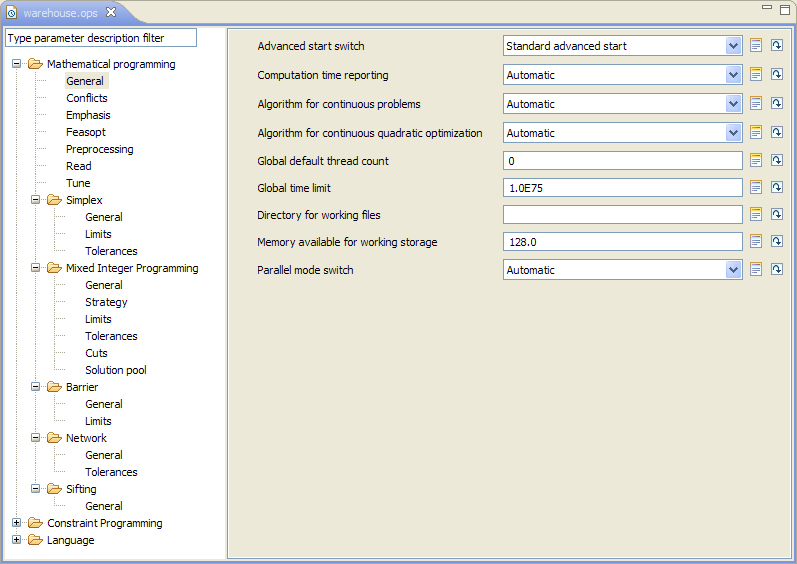 warehouse.ops
Type parameter description filter
Mathematical programming
General
Conflicts
Emphasis
Feasopt
Preprocessing
Read
Tune
Simplex
General
Limits
Tolerances
Mixed Integer Programming
General
Strategy
Limits
Tolerances
Cuts
Solution pool
Barrier
General
Limits
Network
General
Tolerances
Sifting
General
Constraint Programming
Language
Advanced start switch Standard advanced start
Computation time reporting Automatic
Algorithm for continuous problems Automatic
Algorithm for continuous quadratic optimization Automatic
Global default thread count 0
Global time limit 1.0E75
Directory for working files
Memory available for working storage 128.0
Parallel mode switch Automatic